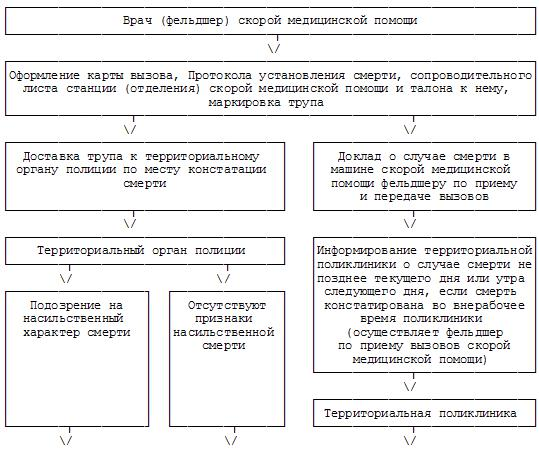 Врач (фельдшер) скорой медицинской помощи
\/
Оформление карты вызова, Протокола установления смерти, сопроводительного
листа станции (отделения) скорой медицинской помощи и талона к нему,
маркировка трупа
\/ \/
Доставка трупа к территориальному
органу полиции по месту констатации
смерти
Доклад о случае смерти в
машине скорой медицинской
помощи фельдшеру по приему
и передаче вызовов
\/ \/
Территориальный орган полиции
\/ \/
Информирование территориальной
поликлиники о случае смерти не
позднее текущего дня или утра
следующего дня, если смерть
констатирована во внерабочее
время поликлиники
(осуществляет фельдшер
по приему вызовов скорой
медицинской помощи)
Подозрение на
насильственный
характер смерти
Отсутствуют
признаки
насильственной
смерти
\/
Территориальная поликлиника
\/ \/ \/